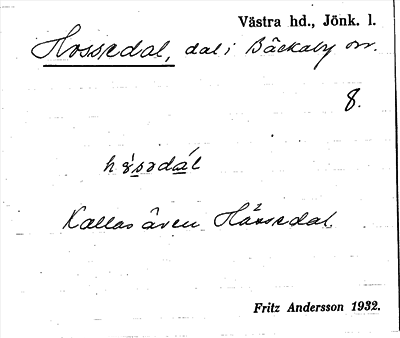 Västra hd., Jönk. l.
Hossedal, dal i Bäckaby sn.
8.
Kallas även Hässedal.
Fritz Andersson 1932.